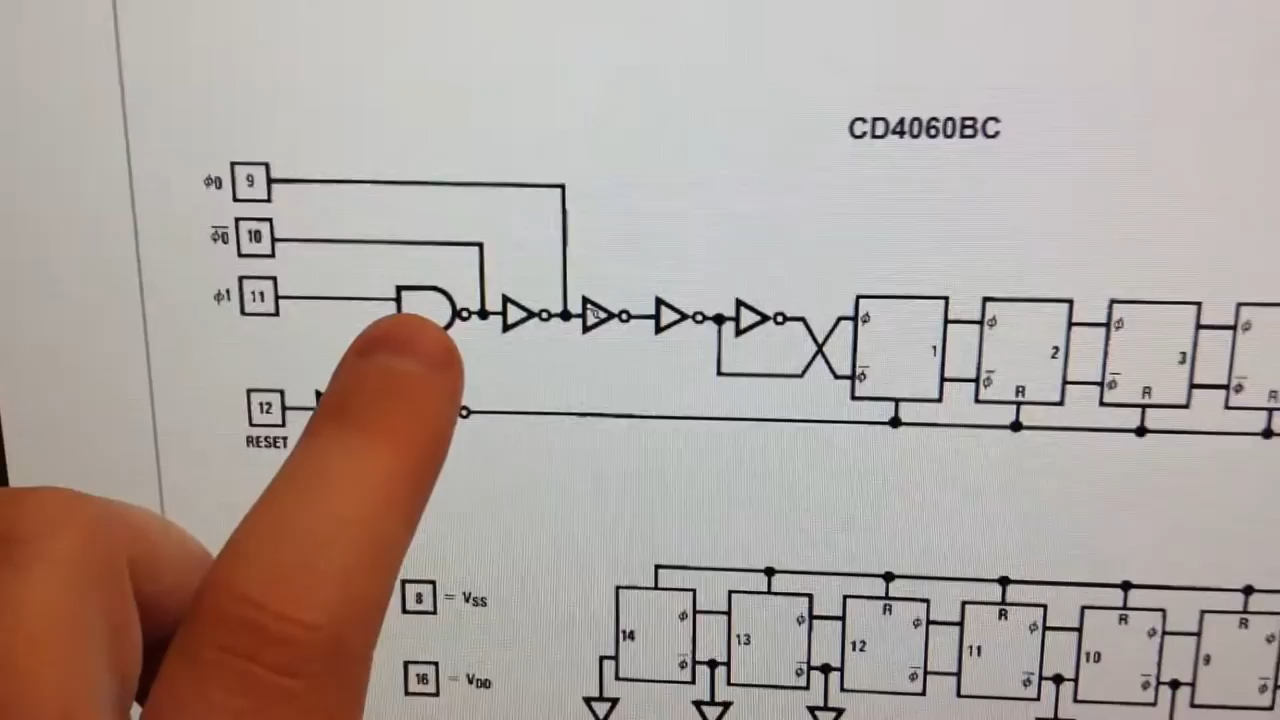 CD4060BC
ϕ0 9
ϕ̅0̅ 10
ϕ1 11
12
RESET
ϕ ϕ̅ 1
ϕ ϕ̅ R 2
ϕ ϕ̅ R 3
ϕ ϕ̅ R
8 = VSS
16 = VDD
14 ϕ ϕ̅
13 ϕ ϕ̅
12 R ϕ ϕ̅
11 R ϕ ϕ̅
10 R ϕ ϕ̅
9 R ϕ ϕ̅